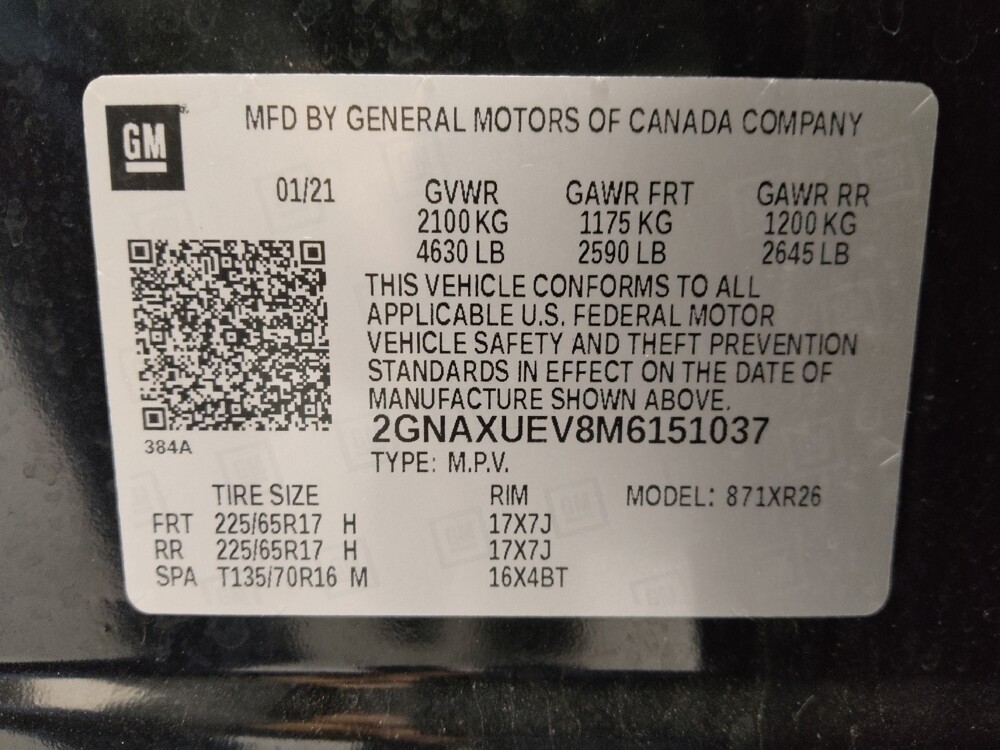 GM
MFD BY GENERAL MOTORS OF CANADA COMPANY
01/21 GVWR GAWR FRT GAWR RR
2100 KG 1175 KG 1200 KG
4630 LB 2590 LB 2645 LB
THIS VEHICLE CONFORMS TO ALL
APPLICABLE U.S. FEDERAL MOTOR
VEHICLE SAFETY AND THEFT PREVENTION
STANDARDS IN EFFECT ON THE DATE OF
MANUFACTURE SHOWN ABOVE.
2GNAXUEV8M6151037
384A
TYPE: M.P.V.
TIRE SIZE RIM MODEL: 871XR26
FRT 225/65R17 H 17X7J
RR 225/65R17 H 17X7J
SPA T135/70R16 M 16X4BT